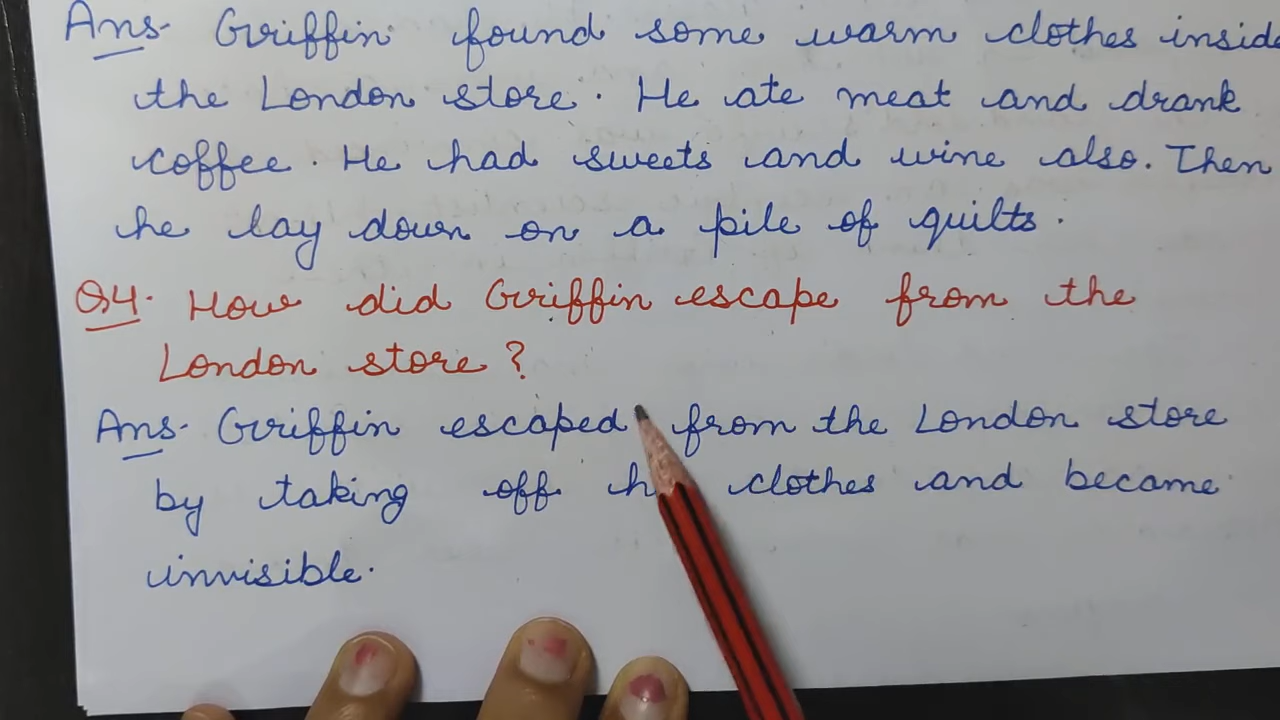 Ans- Griffin found some warm clothes inside
the London store. He ate meat and drank
coffee. He had sweets and wine also. Then
he lay down on a pile of quilts.
Q4. How did Griffin escape from the
London store?
Ans- Griffin escaped from the London store
by taking off clothes and became
invisible.